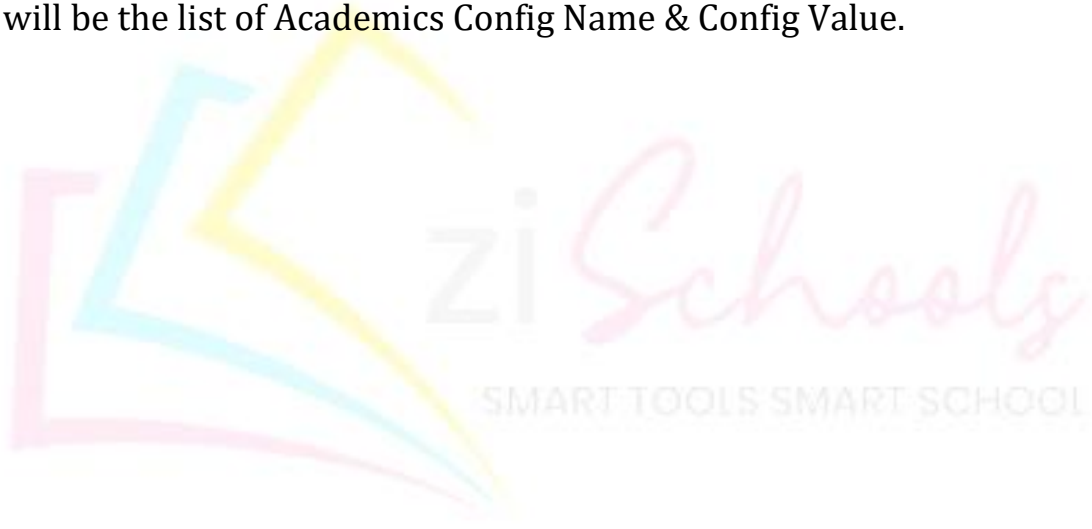 will be the list of Academics Config Name & Config Value.
zi Schools
SMART TOOLS SMART SCHOOL